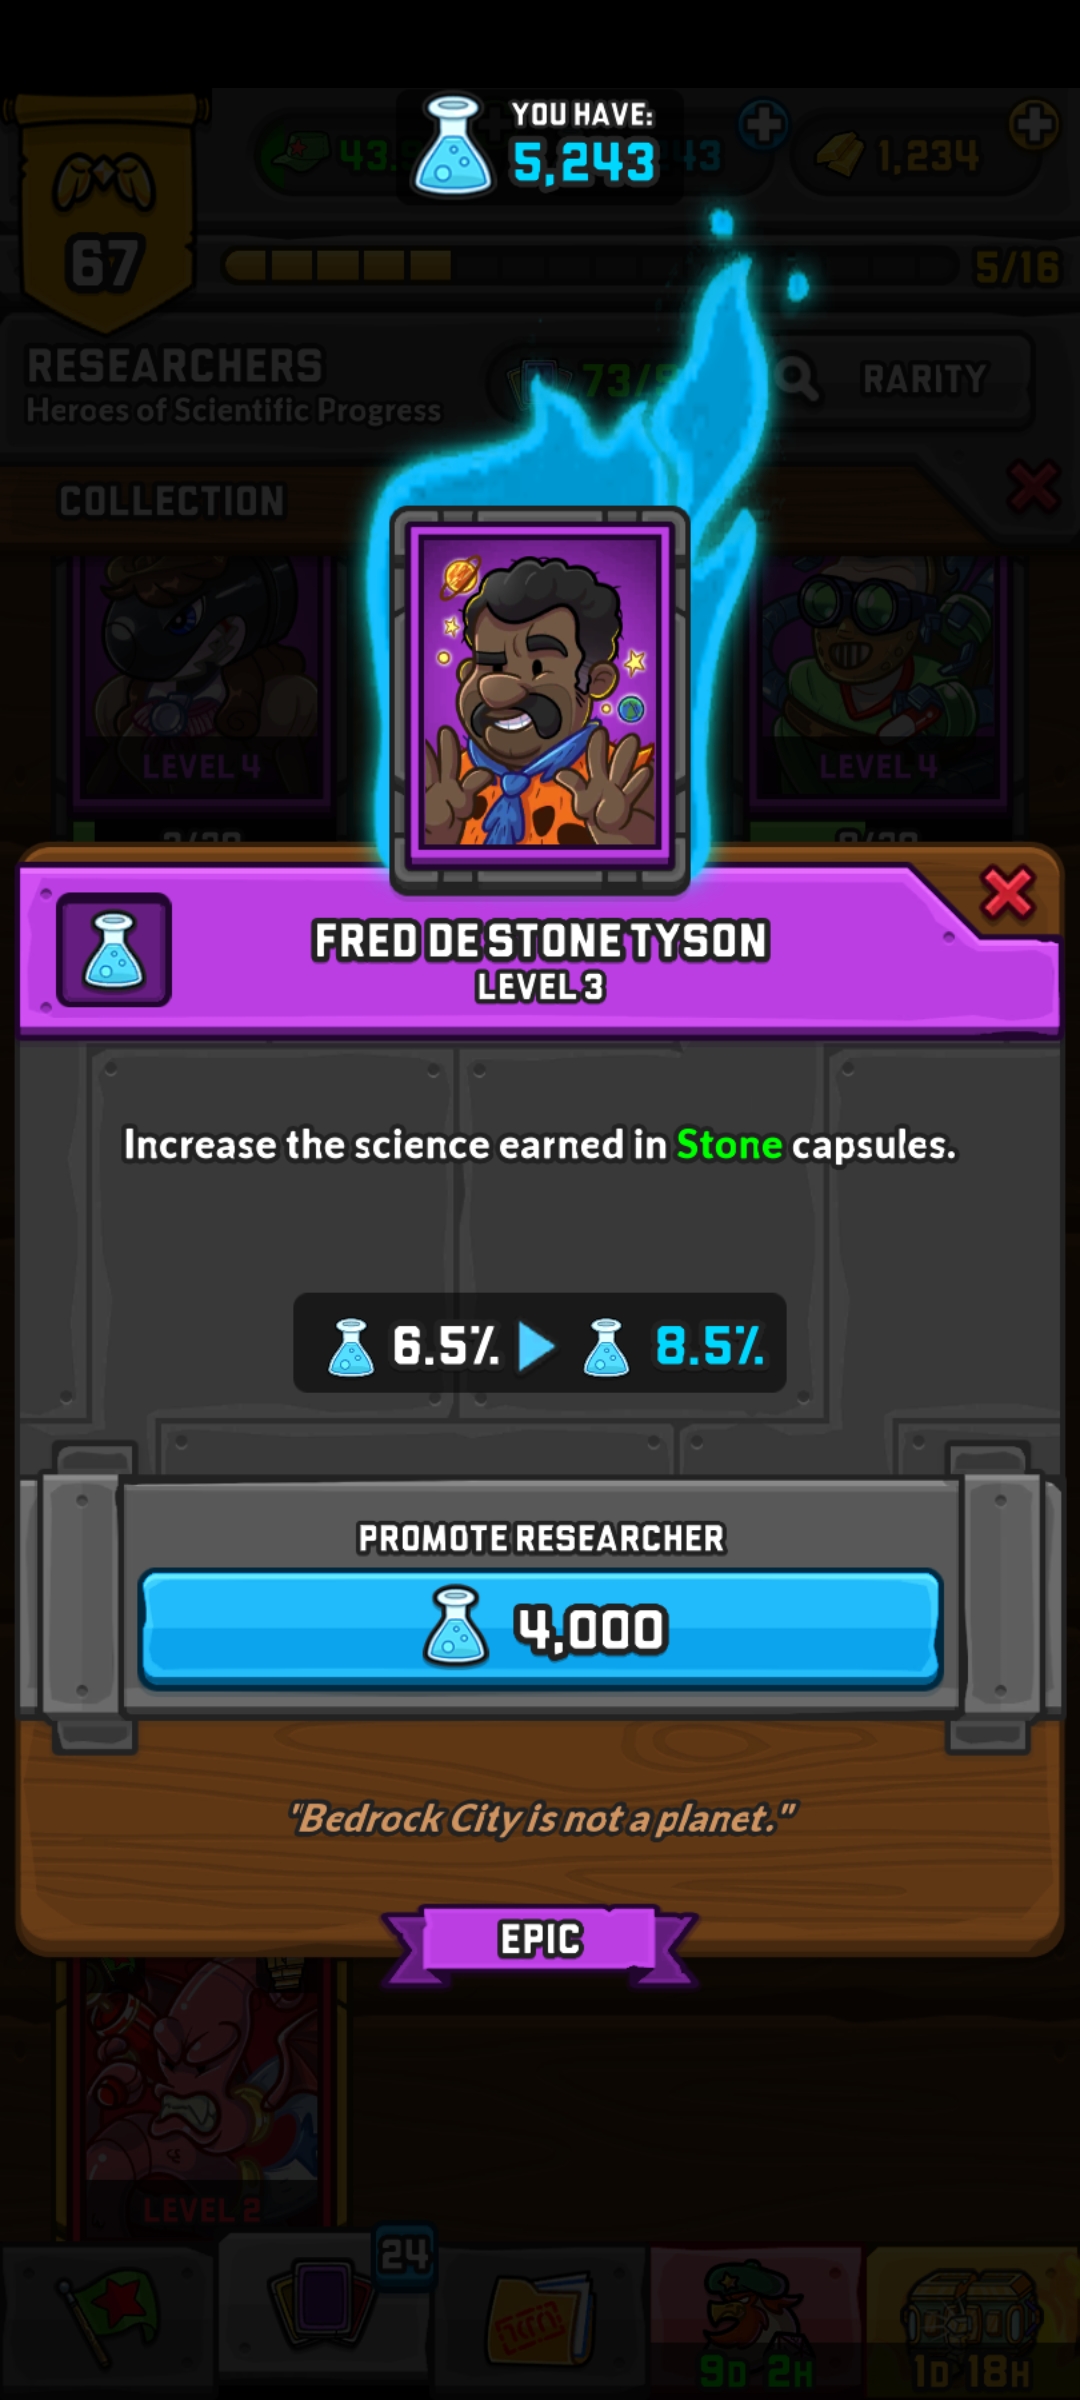 YOU HAVE:
5,243
1,234
67
5/16
RESEARCHERS
Heroes of Scientific Progress
RARITY
COLLECTION
LEVEL 4
LEVEL 4
FRED DE STONE TYSON
LEVEL 3
Increase the science earned in Stone capsules.
6.5% 8.5%
PROMOTE RESEARCHER
4,000
"Bedrock City is not a planet."
EPIC
LEVEL 2
24
9D 2H
1D 18H